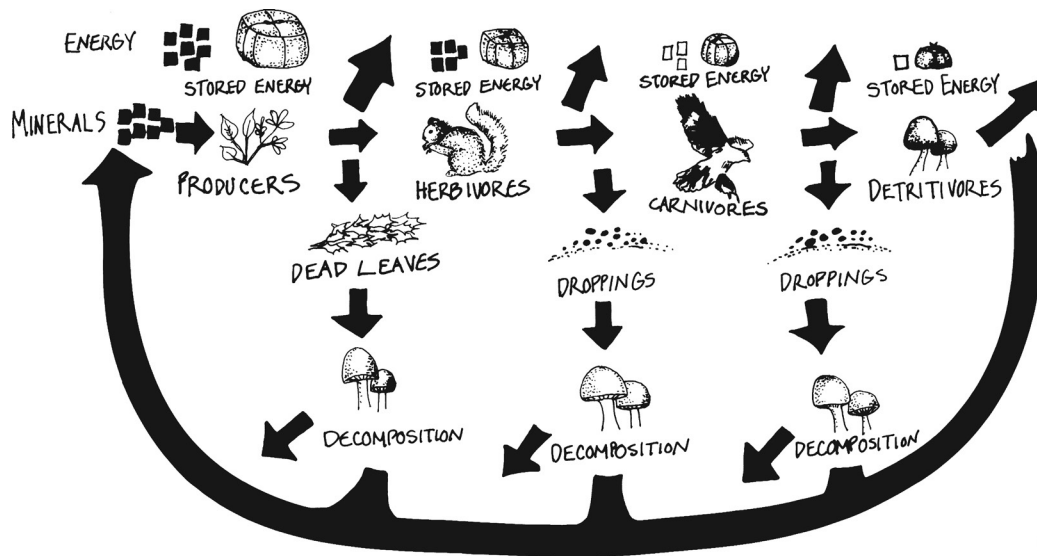 ENERGY
STORED ENERGY
STORED ENERGY
STORED ENERGY
STORED ENERGY
MINERALS
PRODUCERS
HERBIVORES
CARNIVORES
DETRITIVORES
DEAD LEAVES
DROPPINGS
DROPPINGS
DECOMPOSITION
DECOMPOSITION
DECOMPOSITION